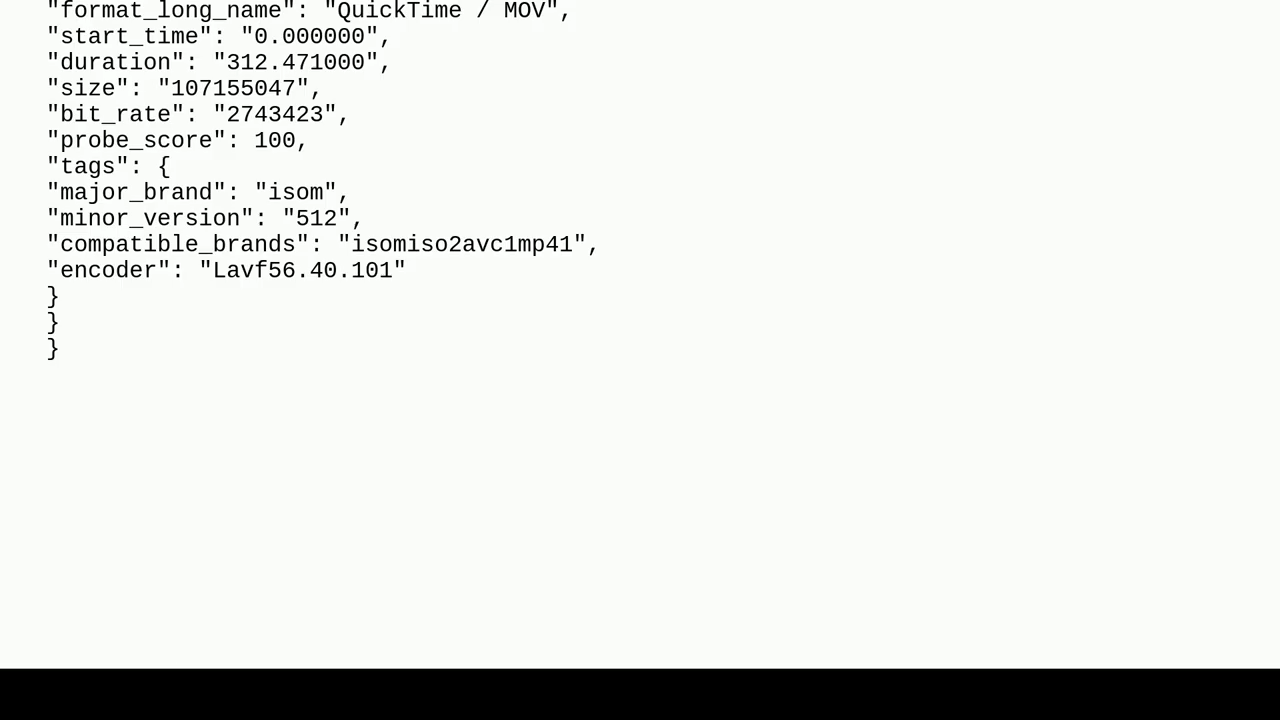 "format_long_name": "QuickTime / MOV",
"start_time": "0.000000",
"duration": "312.471000",
"size": "107155047",
"bit_rate": "2743423",
"probe_score": 100,
"tags": {
"major_brand": "isom",
"minor_version": "512",
"compatible_brands": "isomiso2avc1mp41",
"encoder": "Lavf56.40.101"
}
}
}